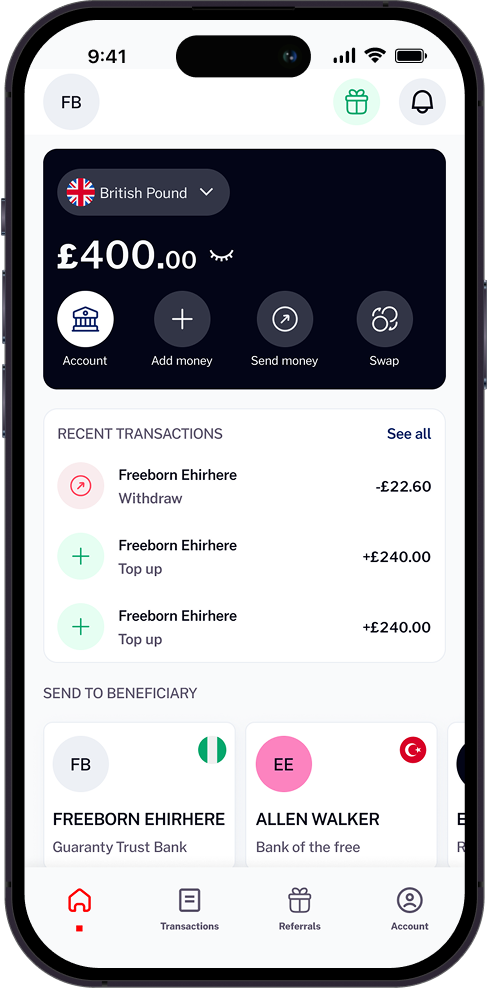 9:41
FB
British Pound
£400.00
Account Add money Send money Swap
RECENT TRANSACTIONS See all
Freeborn Ehirhere
Withdraw
-£22.60
Freeborn Ehirhere
Top up
+£240.00
Freeborn Ehirhere
Top up
+£240.00
SEND TO BENEFICIARY
FB
FREEBORN EHIRHERE
Guaranty Trust Bank
EE
ALLEN WALKER
Bank of the free
E
R
Transactions Referrals Account